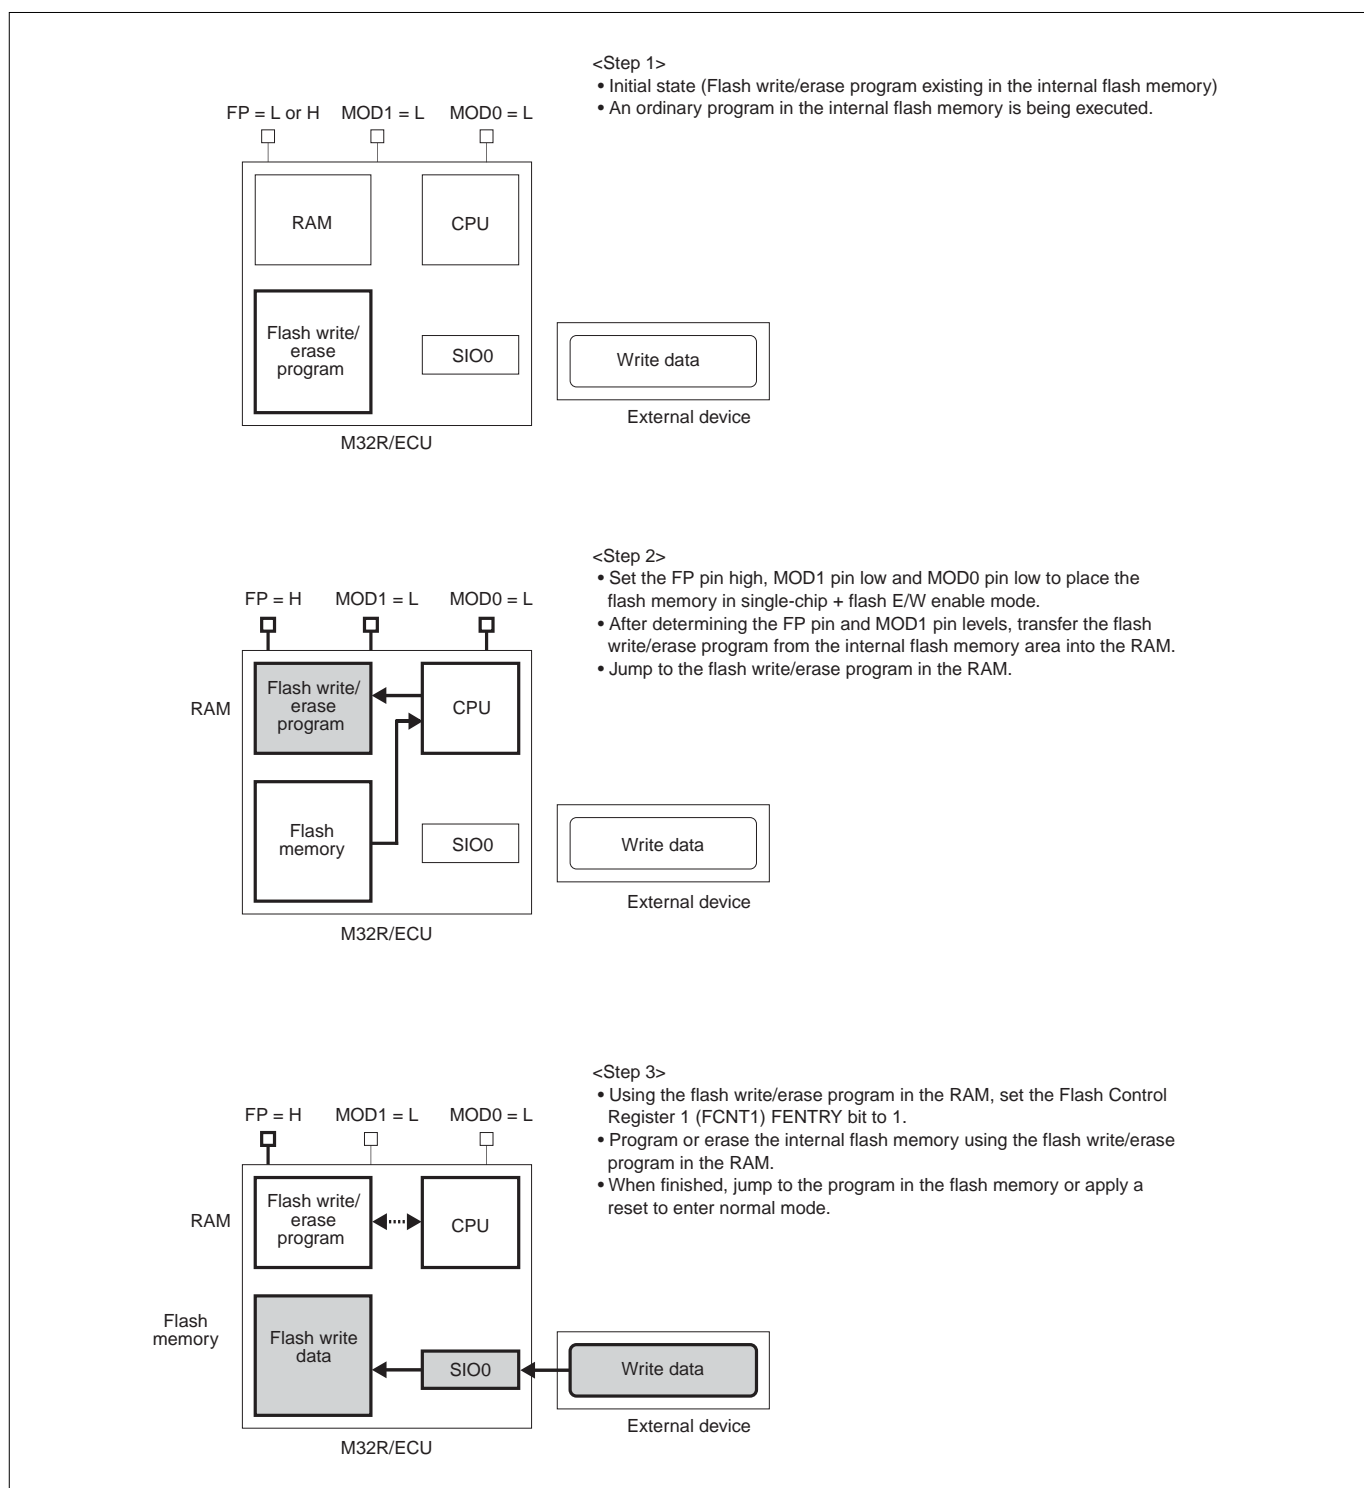 <Step 1>
• Initial state (Flash write/erase program existing in the internal flash memory)
• An ordinary program in the internal flash memory is being executed.
FP = L or H MOD1 = L MOD0 = L
RAM
CPU
Flash write/
erase
program
SIO0
Write data
External device
M32R/ECU
<Step 2>
• Set the FP pin high, MOD1 pin low and MOD0 pin low to place the
flash memory in single-chip + flash E/W enable mode.
• After determining the FP pin and MOD1 pin levels, transfer the flash
write/erase program from the internal flash memory area into the RAM.
• Jump to the flash write/erase program in the RAM.
FP = H MOD1 = L MOD0 = L
RAM
Flash write/
erase
program
CPU
Flash
memory
SIO0
Write data
External device
M32R/ECU
<Step 3>
• Using the flash write/erase program in the RAM, set the Flash Control
Register 1 (FCNT1) FENTRY bit to 1.
• Program or erase the internal flash memory using the flash write/erase
program in the RAM.
• When finished, jump to the program in the flash memory or apply a
reset to enter normal mode.
FP = H MOD1 = L MOD0 = L
RAM
Flash write/
erase
program
CPU
Flash
memory
Flash write
data
SIO0
Write data
External device
M32R/ECU